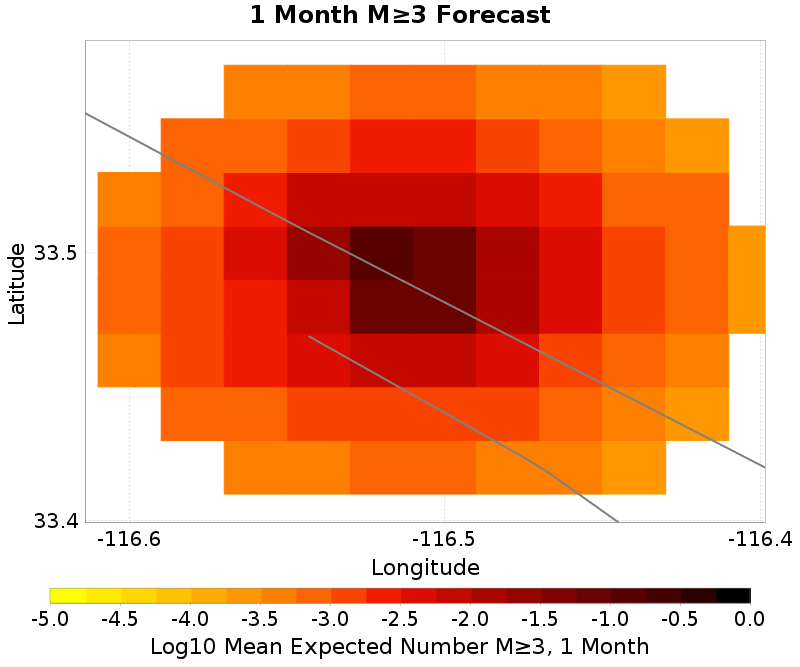 1 Month M≥3 Forecast
Latitude
33.5
33.4
-116.6 -116.5 -116.4
Longitude
-5.0 -4.5 -4.0 -3.5 -3.0 -2.5 -2.0 -1.5 -1.0 -0.5 0.0
Log10 Mean Expected Number M≥3, 1 Month